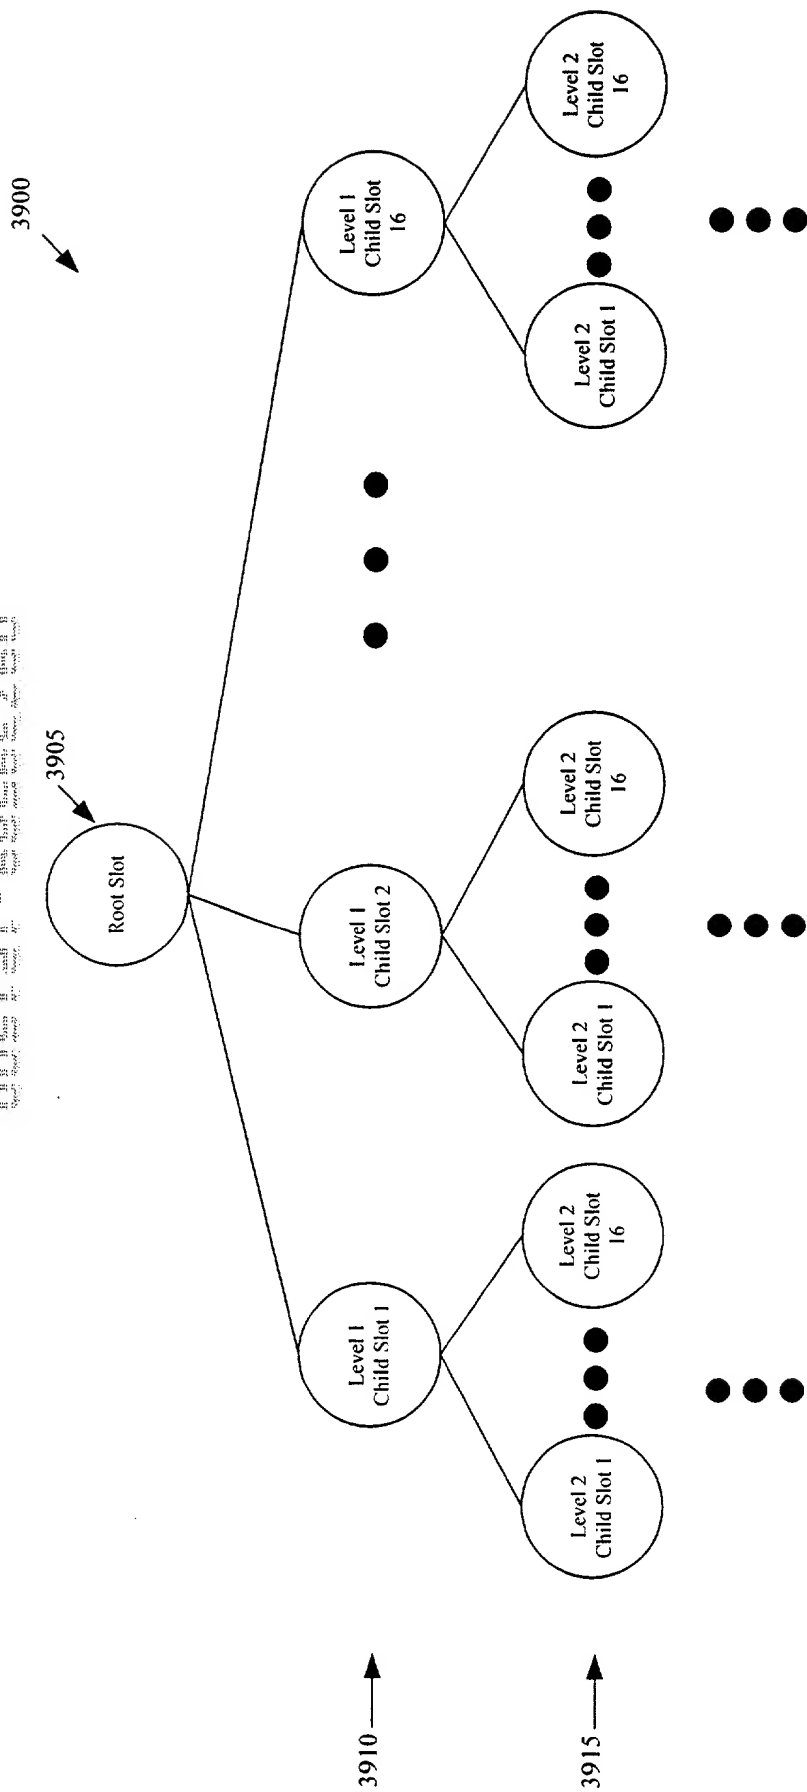 3900
3905
Root Slot
3910
Level 1
Child Slot 1
Level 1
Child Slot 2
Level 1
Child Slot
16
3915
Level 2
Child Slot 1
Level 2
Child Slot
16
Level 2
Child Slot 1
Level 2
Child Slot
16
Level 2
Child Slot 1
Level 2
Child Slot
16